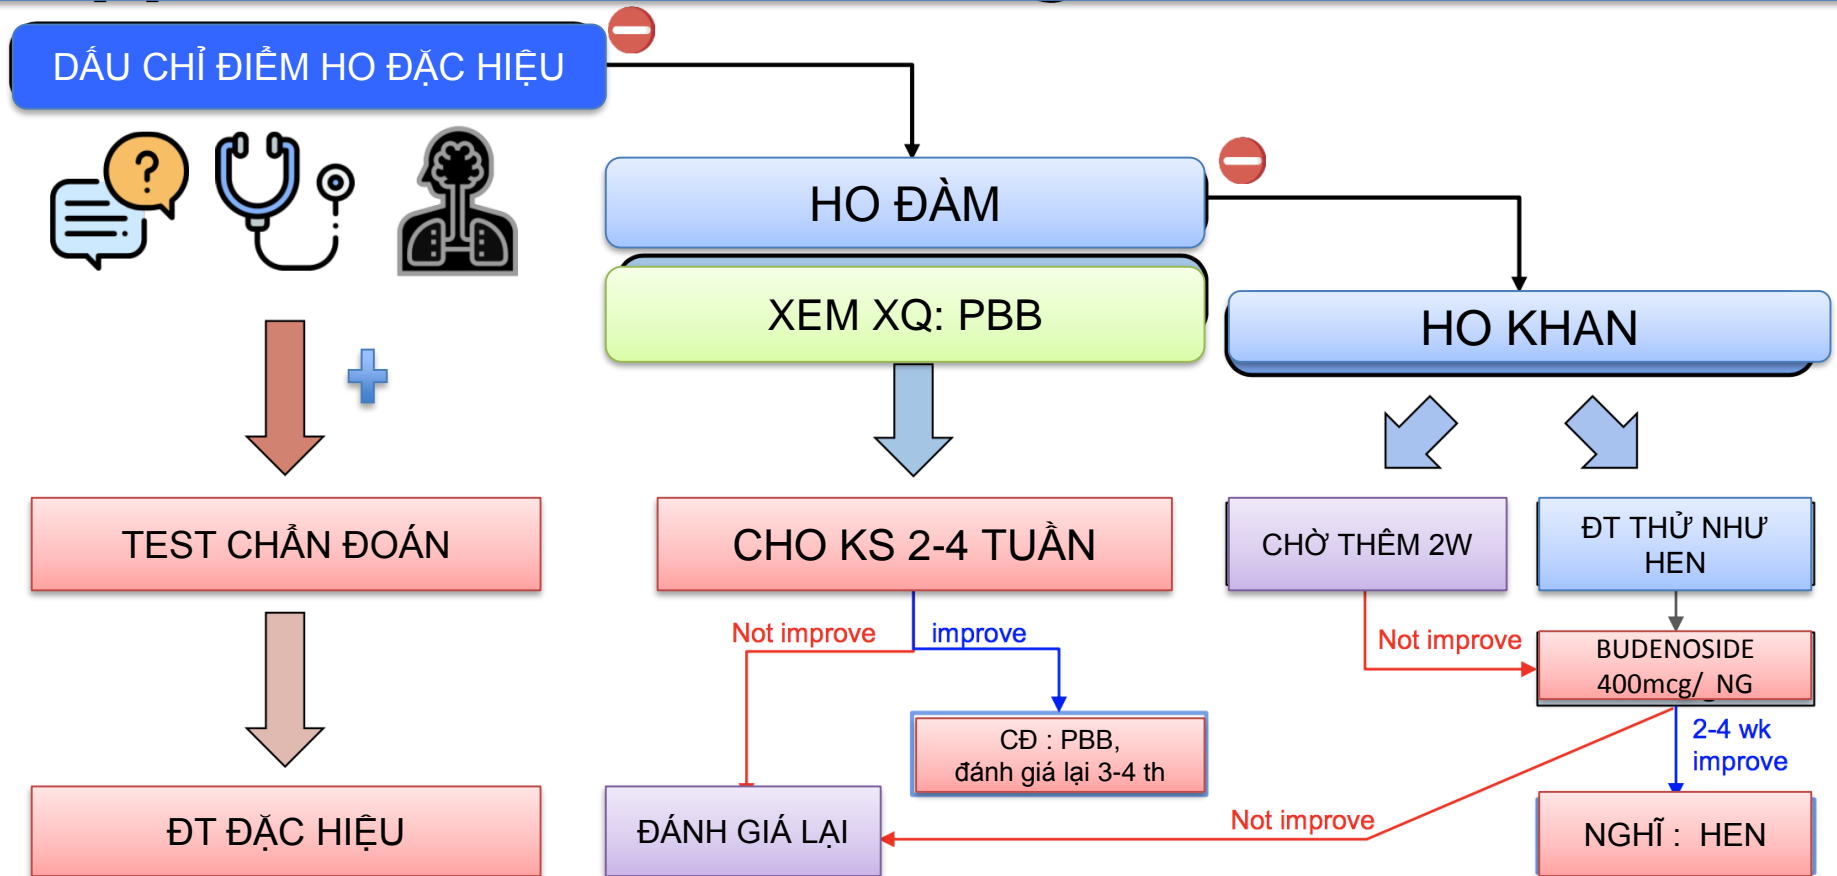 DẤU CHỈ ĐIỂM HO ĐẶC HIỆU
?
HO ĐÀM
XEM XQ: PBB
HO KHAN
TEST CHẨN ĐOÁN
CHO KS 2-4 TUẦN
CHỜ THÊM 2W
ĐT THỬ NHƯ
HEN
Not improve
improve
Not improve
BUDENOSIDE
400mcg/ NG
CĐ : PBB,
đánh giá lại 3-4 th
2-4 wk
improve
ĐT ĐẶC HIỆU
ĐÁNH GIÁ LẠI
Not improve
NGHĨ : HEN